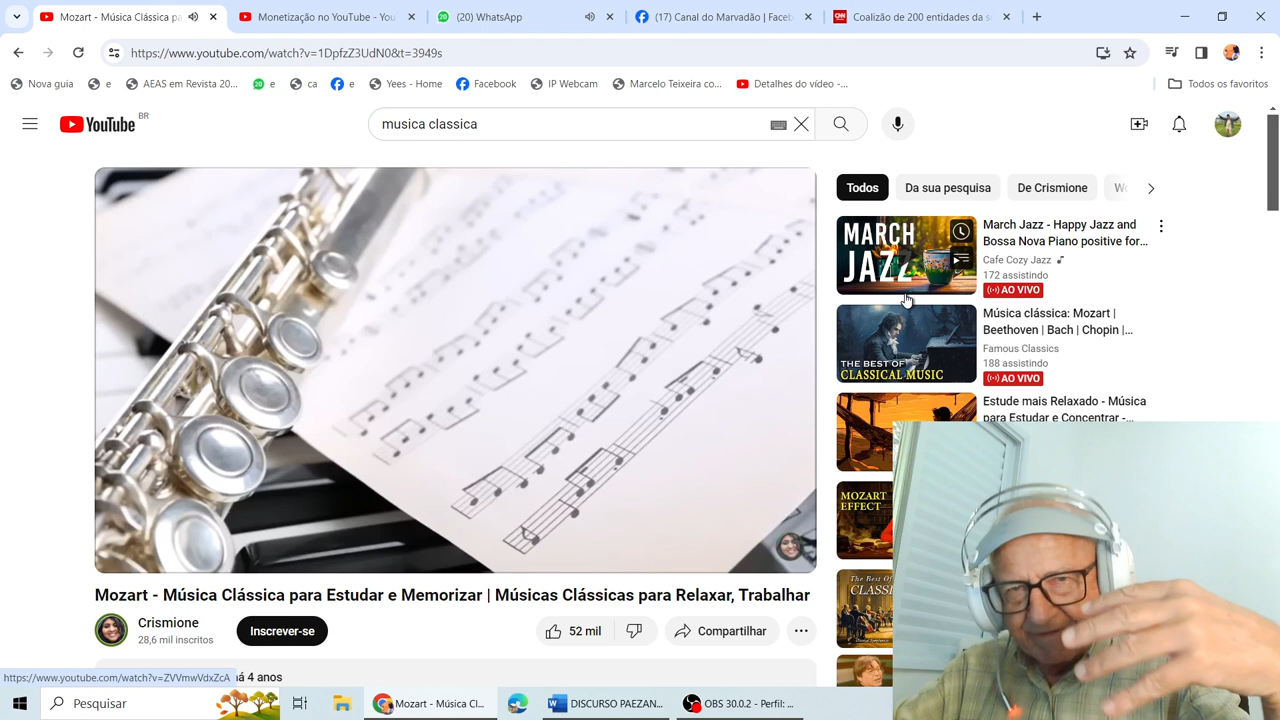 Mozart - Música Clássica pa
Monetização no YouTube - You
(20) WhatsApp
(17) Canal do Marvadão | Faceb
Coalizão de 200 entidades da s
https://www.youtube.com/watch?v=1DpfzZ3UdN0&t=3949s
Nova guia
e
AEAS em Revista 20...
20
e
ca
e
Yees - Home
Facebook
IP Webcam
Marcelo Teixeira co...
Detalhes do vídeo -...
Todos os favoritos
YouTube BR
musica classica
Todos
Da sua pesquisa
De Crismione
MARCH
JAZZ
March Jazz - Happy Jazz and
Bossa Nova Piano positive for...
Cafe Cozy Jazz
172 assistindo
AO VIVO
THE BEST OF
CLASSICAL MUSIC
Música clássica: Mozart |
Beethoven | Bach | Chopin |...
Famous Classics
188 assistindo
AO VIVO
Estude mais Relaxado - Música
para Estudar e Concentrar -...
MOZART
EFFECT
The Best Of
CLASSIC
Mozart - Música Clássica para Estudar e Memorizar | Músicas Clássicas para Relaxar, Trabalhar
Crismione
28,6 mil inscritos
Inscrever-se
52 mil
Compartilhar
https://www.youtube.com/watch?v=ZVVmwVdxZcA
á 4 anos
Pesquisar
Mozart - Música Cl...
DISCURSO PAEZAN...
OBS 30.0.2 - Perfil: ...